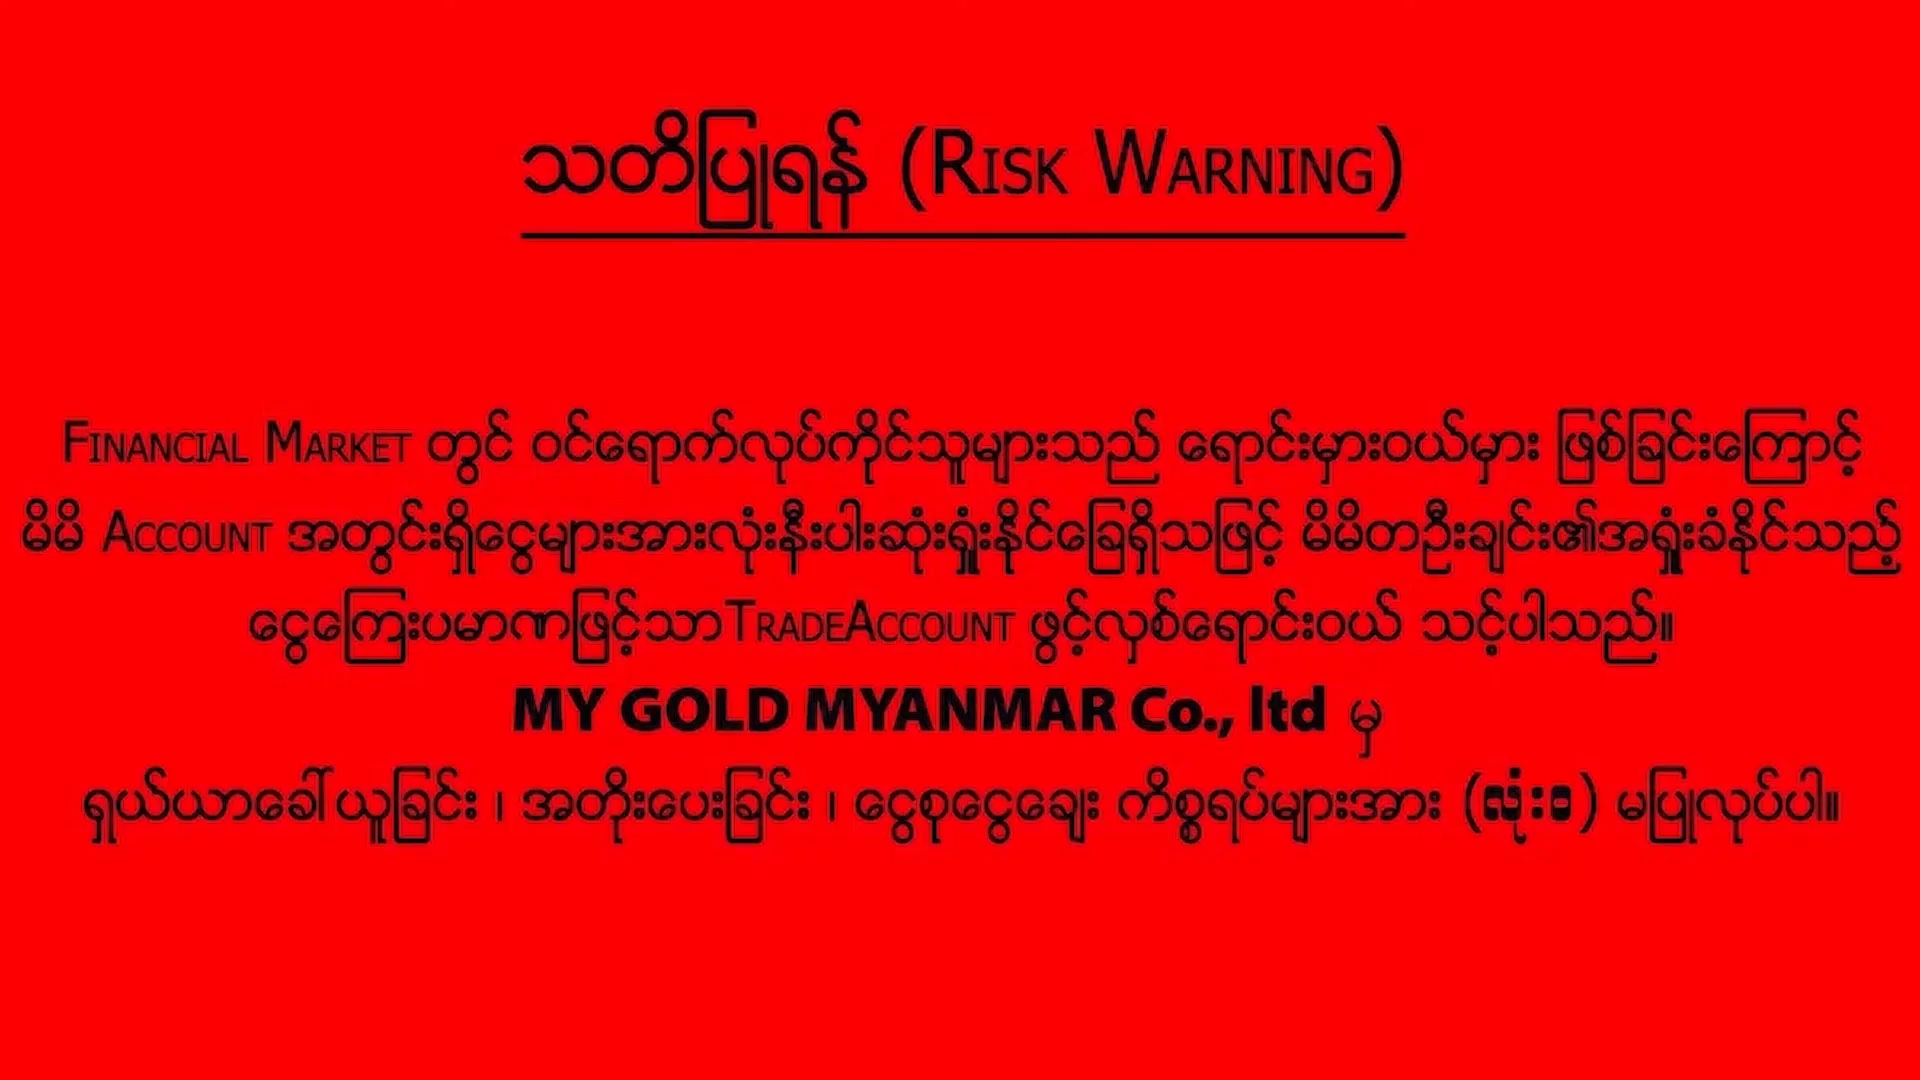 သတိပြုရန် (RISK WARNING)
FINANCIAL MARKET တွင် ဝင်ရောက်လုပ်ကိုင်သူများသည် ရောင်းမှားဝယ်မှား ဖြစ်ခြင်းကြောင့်
မိမိ ACCOUNT အတွင်းရှိငွေများအားလုံးနီးပါးဆုံးရှုံးနိုင်ခြေရှိသဖြင့် မိမိတဦးချင်း၏အရှုံးခံနိုင်သည့်
ငွေကြေးပမာဏဖြင့်သာTRADEACCOUNT ဖွင့်လှစ်ရောင်းဝယ် သင့်ပါသည်။
MY GOLD MYANMAR Co., ltd မှ
ရှယ်ယာခေါ်ယူခြင်း ၊ အတိုးပေးခြင်း ၊ ငွေစုငွေချေး ကိစ္စရပ်များအား (လုံးဝ) မပြုလုပ်ပါ။